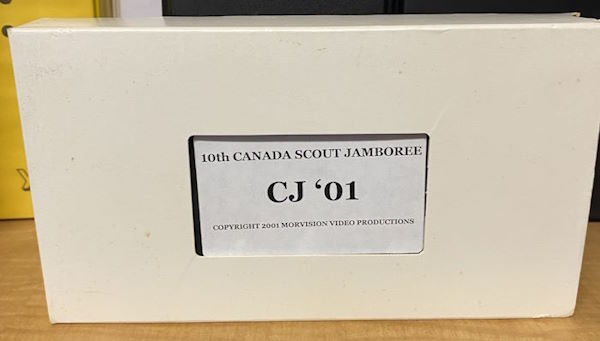 10th CANADA SCOUT JAMBOREE
CJ ‘01
COPYRIGHT 2001 MORVISION VIDEO PRODUCTIONS